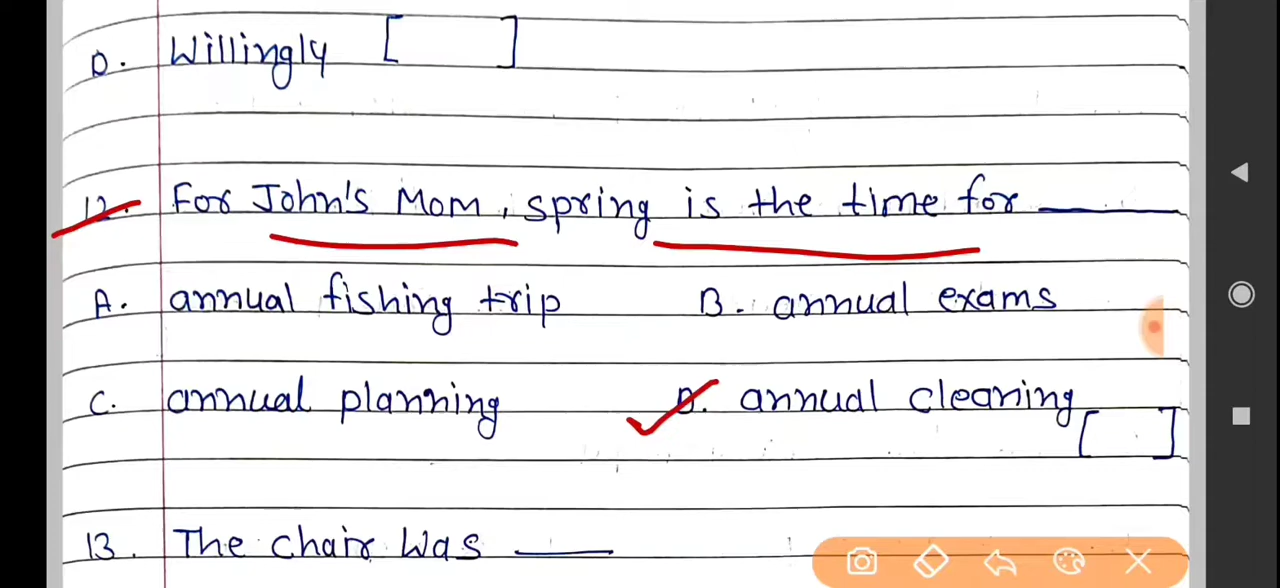 D. Willingly [ ]
12. For John's Mom, spring is the time for ____
A. annual fishing trip B. annual exams
C. annual planning D. annual cleaning [ ]
13. The chair was ____